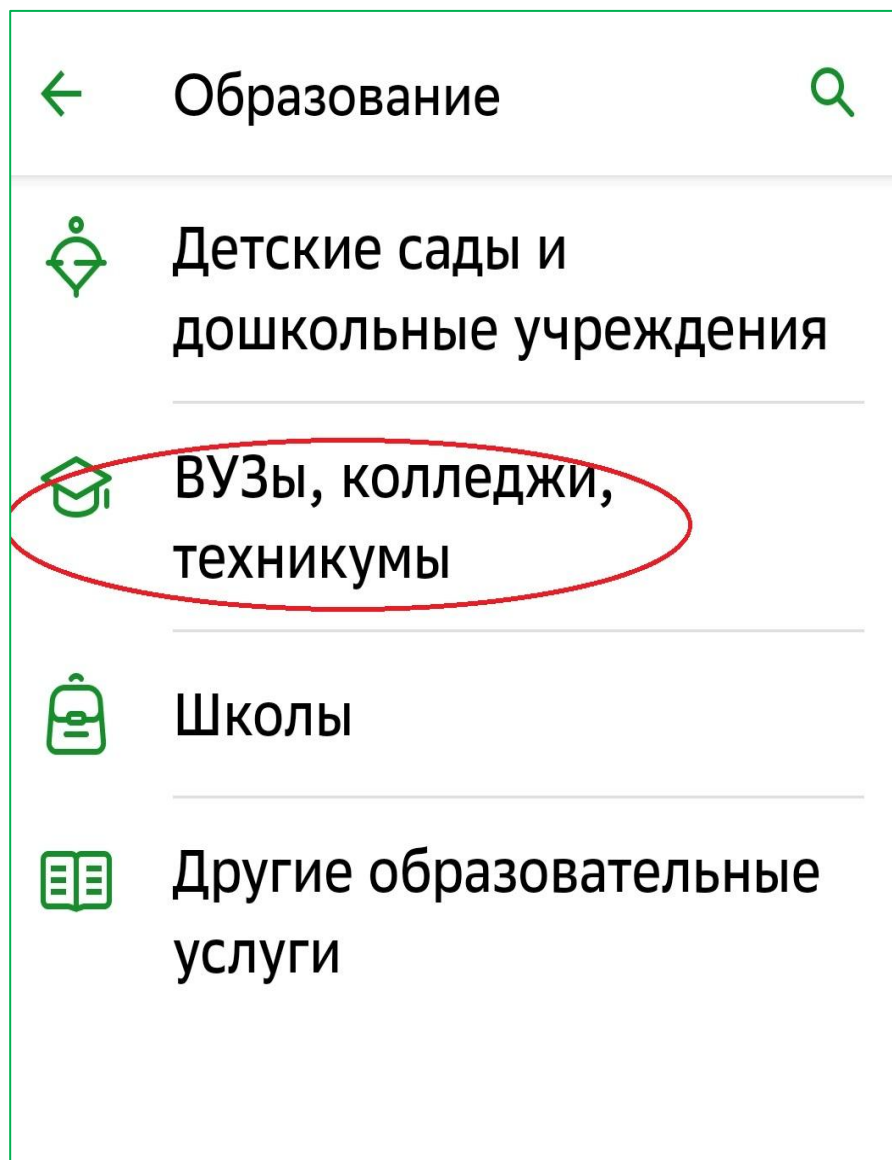 Образование
Детские сады и
дошкольные учреждения
ВУЗы, колледжи,
техникумы
Школы
Другие образовательные
услуги